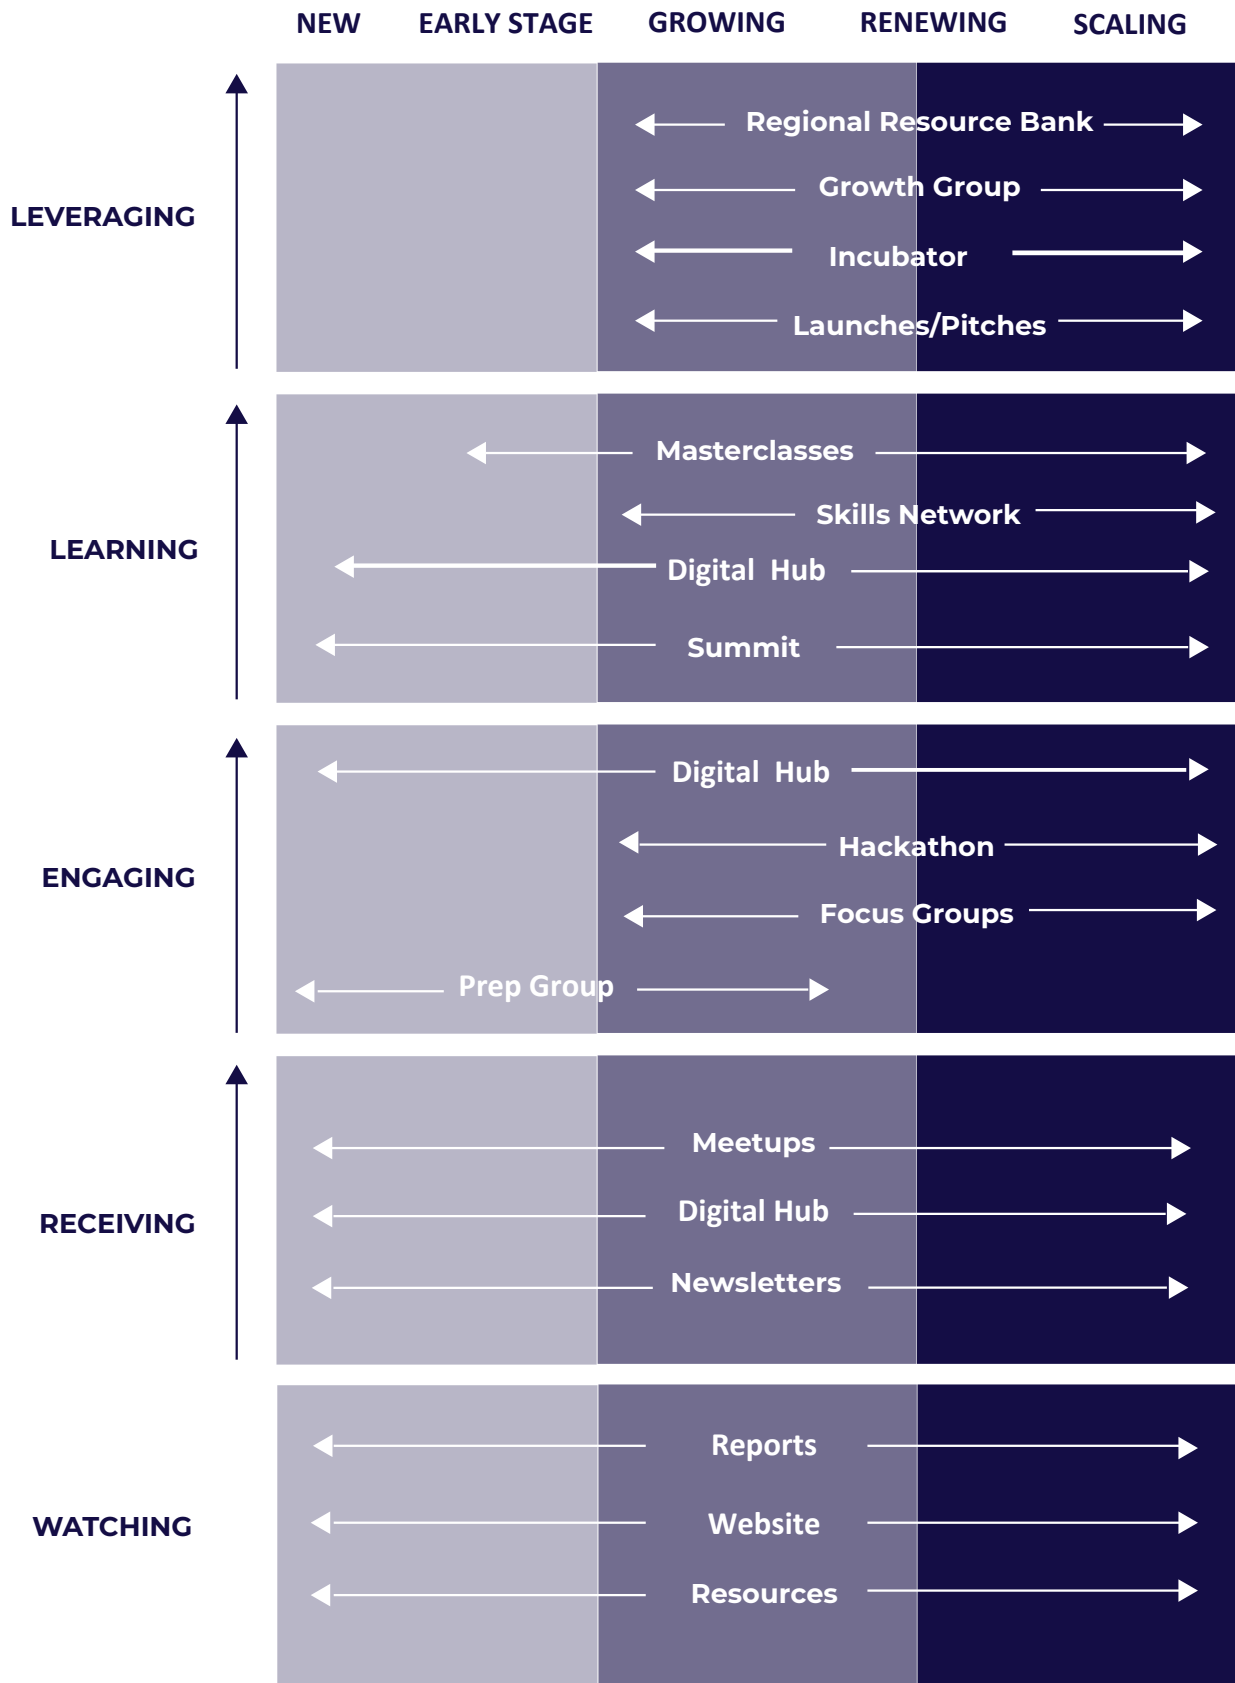 NEW EARLY STAGE GROWING RENEWING SCALING
LEVERAGING
Regional Resource Bank
Growth Group
Incubator
Launches/Pitches
LEARNING
Masterclasses
Skills Network
Digital Hub
Summit
ENGAGING
Digital Hub
Hackathon
Focus Groups
Prep Group
RECEIVING
Meetups
Digital Hub
Newsletters
WATCHING
Reports
Website
Resources